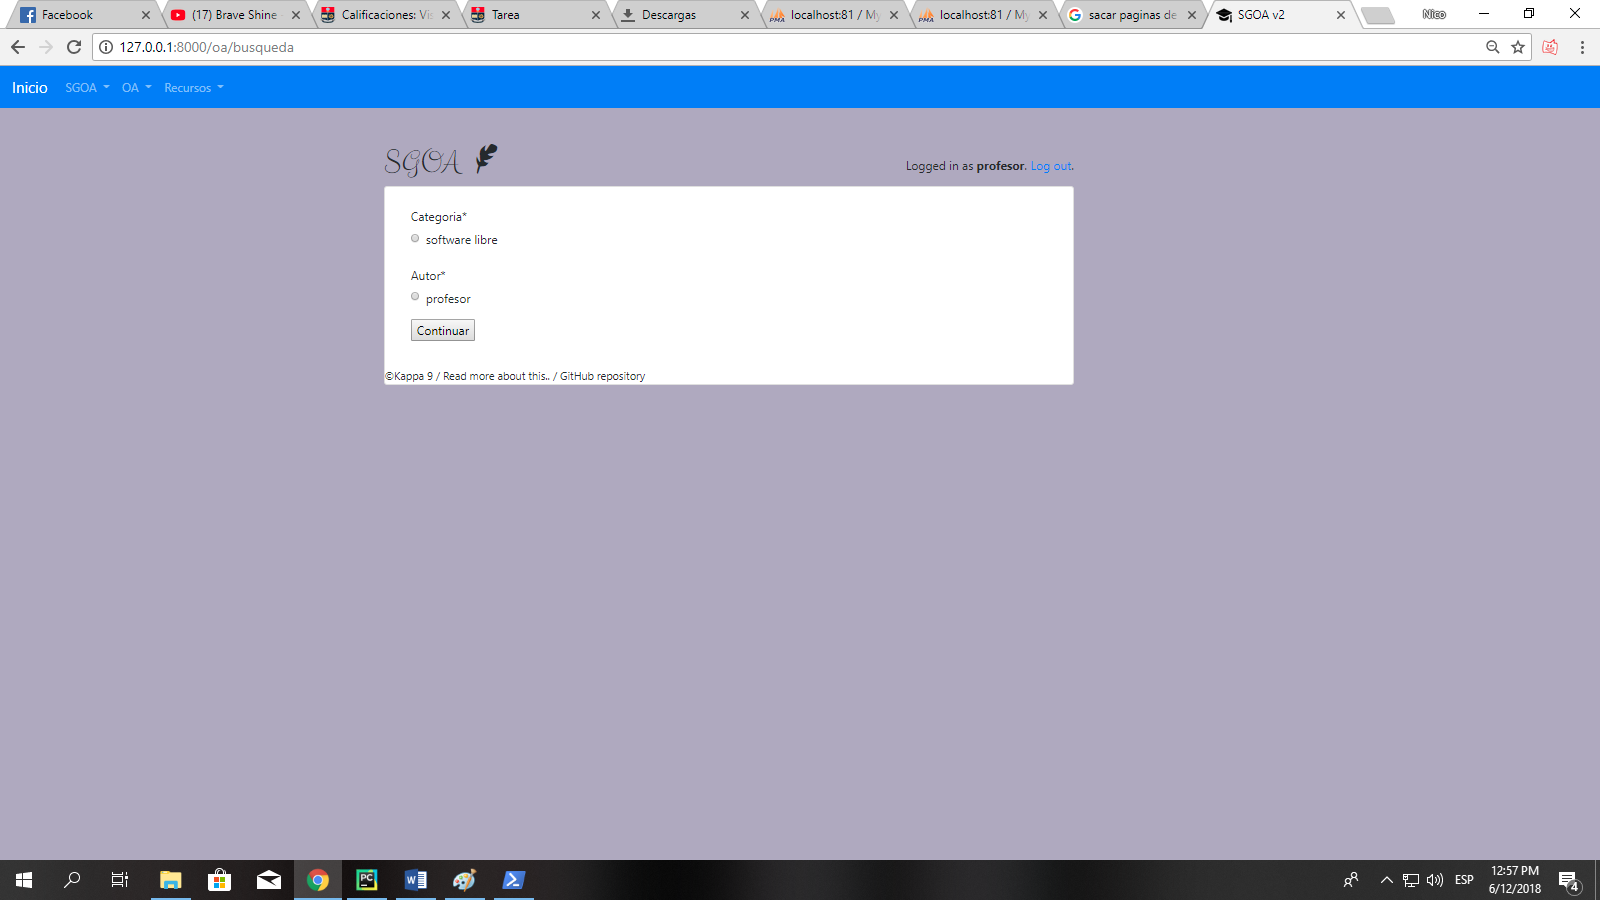 Facebook
(17) Brave Shine -
Calificaciones: Vis
Tarea
Descargas
localhost:81 / My
localhost:81 / My
sacar paginas de
SGOA v2
Nico
127.0.0.1:8000/oa/busqueda
Inicio SGOA OA Recursos
SGOA
Logged in as profesor. Log out.
Categoria*
software libre
Autor*
profesor
Continuar
©Kappa 9 / Read more about this.. / GitHub repository
ESP
12:57 PM
6/12/2018
4